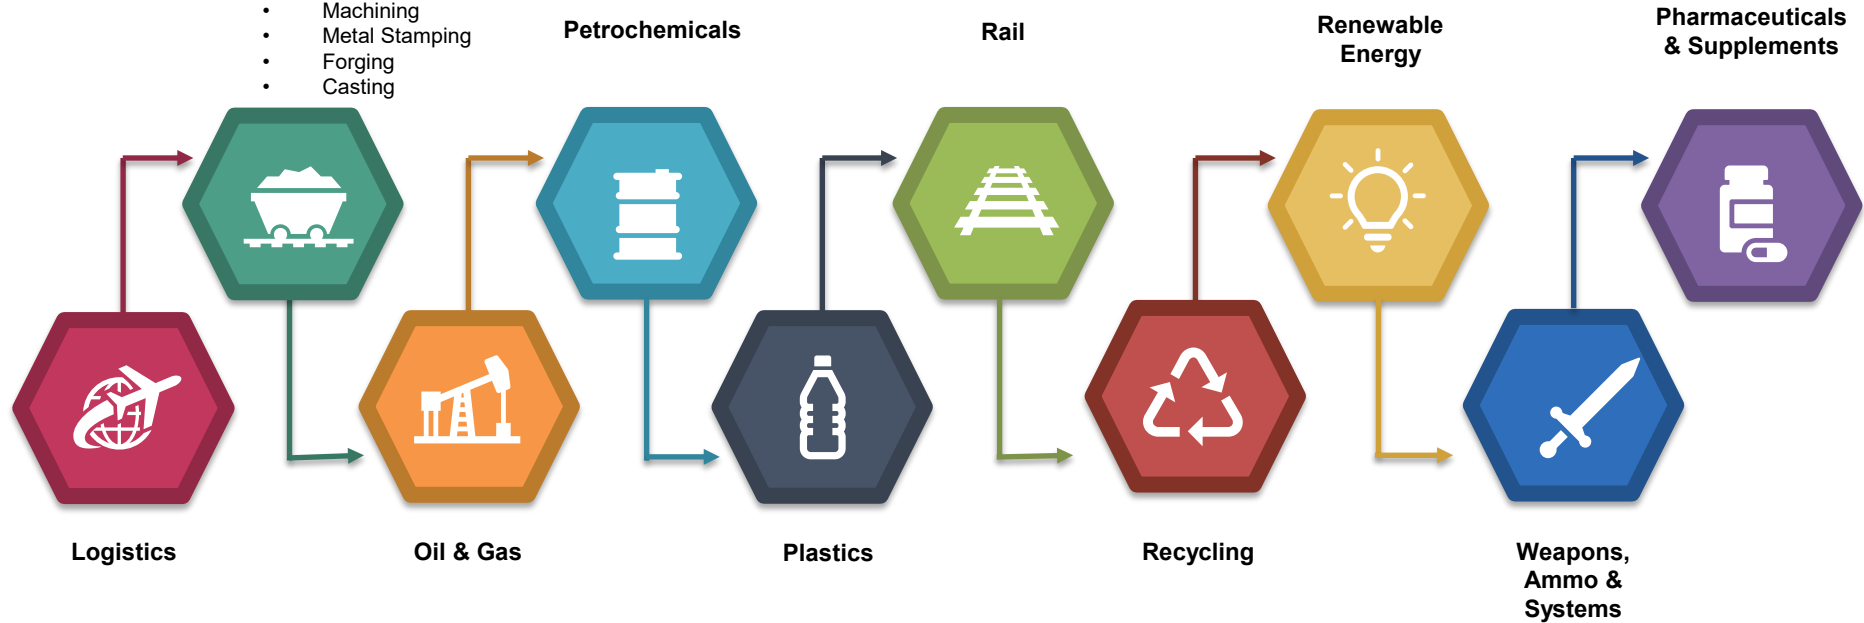 • Machining
• Metal Stamping
• Forging
• Casting
Petrochemicals
Rail
Renewable
Energy
Pharmaceuticals
& Supplements
Logistics
Oil & Gas
Plastics
Recycling
Weapons,
Ammo &
Systems